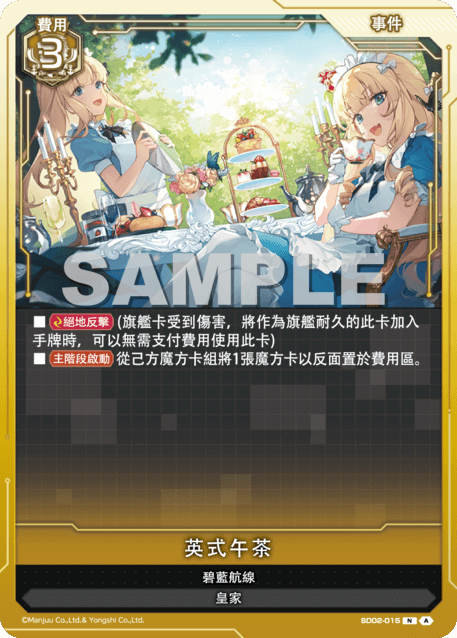 費用
事件
3
SAMPLE
■ 絕地反擊 (旗艦卡受到傷害，將作為旗艦耐久的此卡加入
手牌時，可以無需支付費用使用此卡)
■ 主階段啟動 從己方魔方卡組將1張魔方卡以反面置於費用區。
英式午茶
碧藍航線
皇家
©Manjuu Co.,Ltd.& Yongshi Co.,Ltd. SD02-015 N A